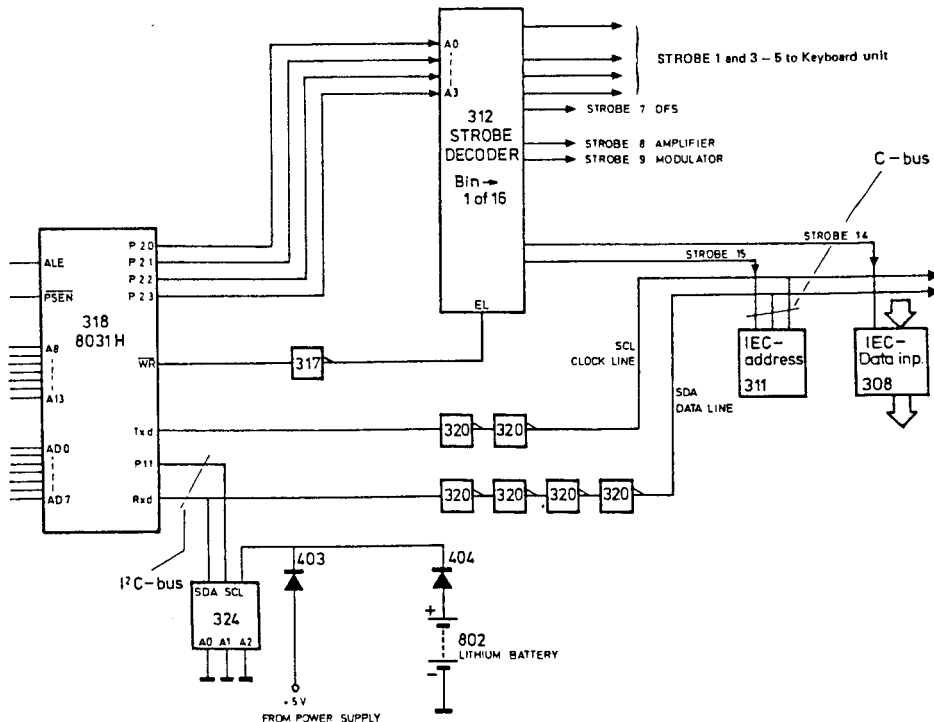 A0
A3
312
STROBE
DECODER
Bin →
1 of 16
EL
STROBE 1 and 3 – 5 to Keyboard unit
STROBE 7 DFS
STROBE 8 AMPLIFIER
STROBE 9 MODULATOR
C–bus
STROBE 14
STROBE 15
ALE
PSEN
318
8031H
A8
A13
AD0
AD7
P20
P21
P22
P23
WR
Txd
P11
Rxd
317
SCL
CLOCK LINE
SDA
DATA LINE
IEC-
address
311
IEC-
Data inp.
308
320
320
320
320
320
320
I²C–bus
SDA SCL
324
A0 A1 A2
403
404
+
802
LITHIUM BATTERY
–
+5V
FROM POWER SUPPLY